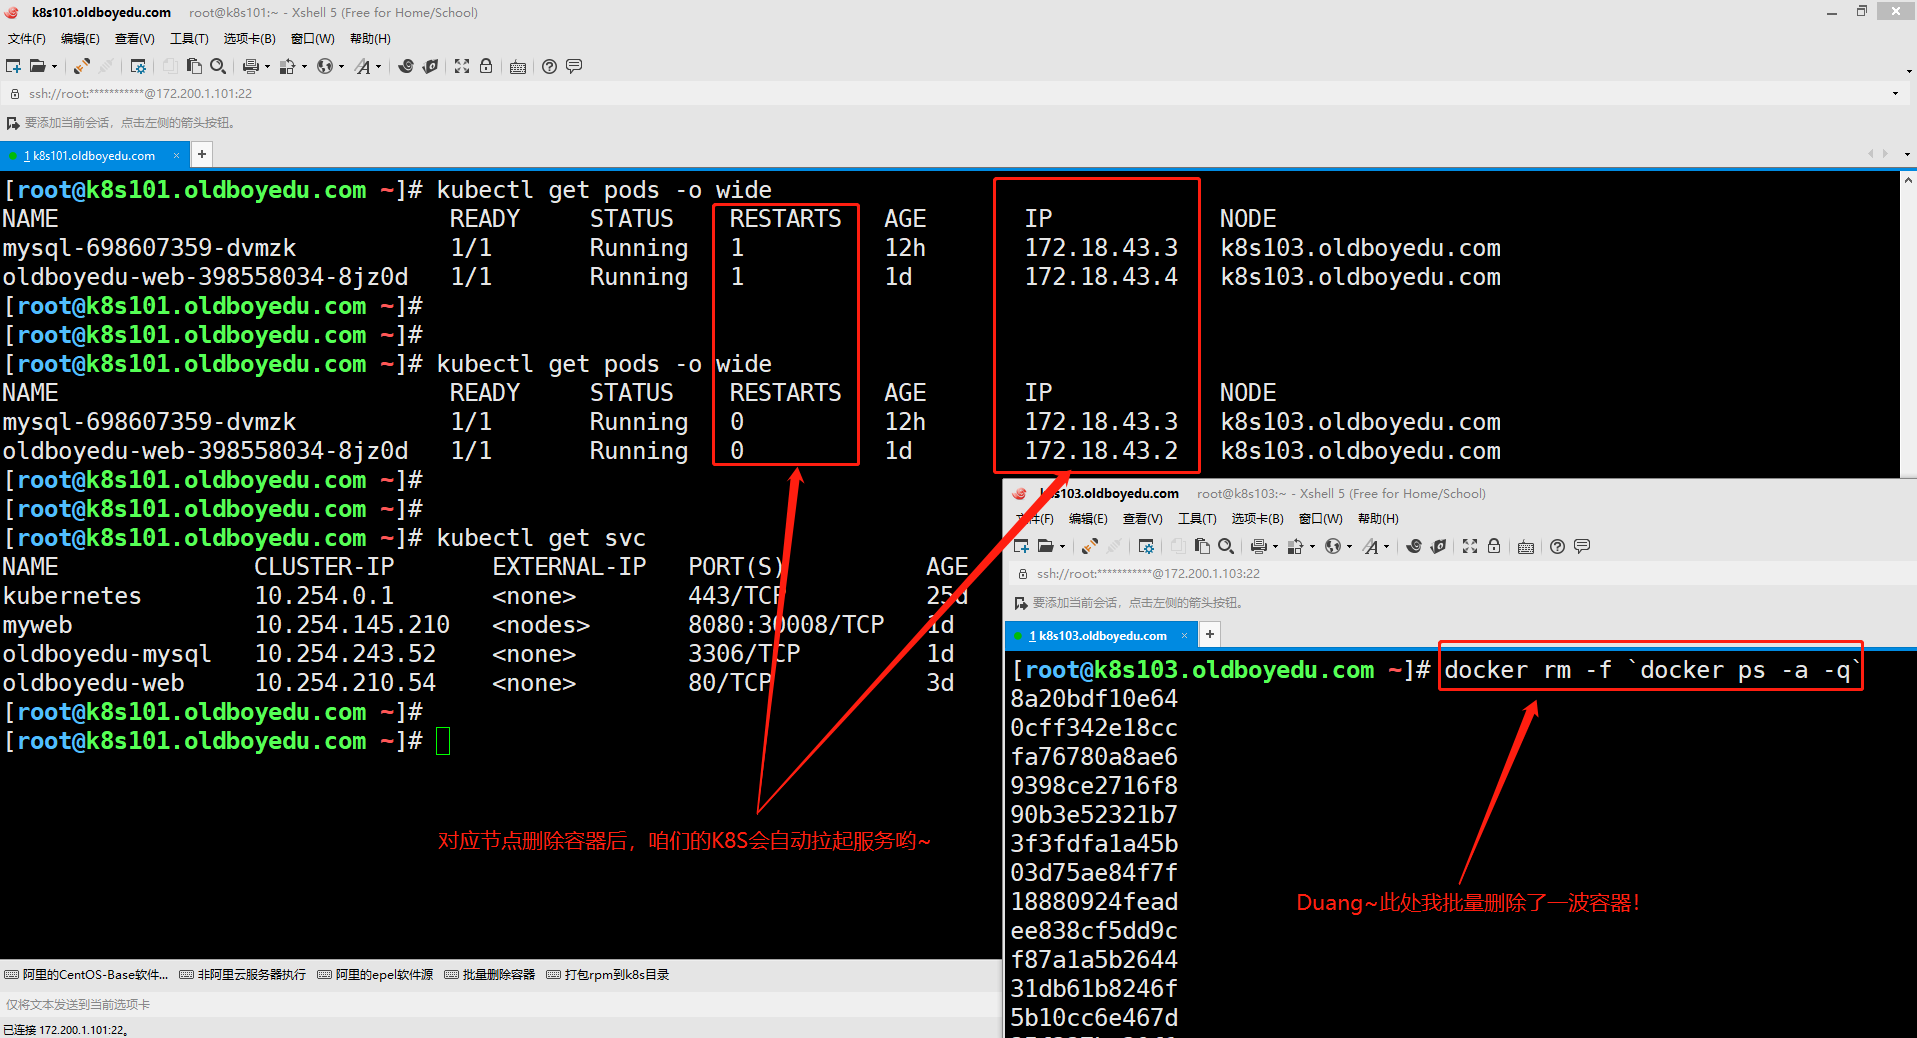 k8s101.oldboyedu.com root@k8s101:~ - Xshell 5 (Free for Home/School)
文件(F) 编辑(E) 查看(V) 工具(T) 选项卡(B) 窗口(W) 帮助(H)
ssh://root:***********@172.200.1.101:22
要添加当前会话，点击左侧的箭头按钮。
1 k8s101.oldboyedu.com × +
[root@k8s101.oldboyedu.com ~]# kubectl get pods -o wide
NAME READY STATUS RESTARTS AGE IP NODE
mysql-698607359-dvmzk 1/1 Running 1 12h 172.18.43.3 k8s103.oldboyedu.com
oldboyedu-web-398558034-8jz0d 1/1 Running 1 1d 172.18.43.4 k8s103.oldboyedu.com
[root@k8s101.oldboyedu.com ~]#
[root@k8s101.oldboyedu.com ~]#
[root@k8s101.oldboyedu.com ~]# kubectl get pods -o wide
NAME READY STATUS RESTARTS AGE IP NODE
mysql-698607359-dvmzk 1/1 Running 0 12h 172.18.43.3 k8s103.oldboyedu.com
oldboyedu-web-398558034-8jz0d 1/1 Running 0 1d 172.18.43.2 k8s103.oldboyedu.com
[root@k8s101.oldboyedu.com ~]#
[root@k8s101.oldboyedu.com ~]#
[root@k8s101.oldboyedu.com ~]# kubectl get svc
NAME CLUSTER-IP EXTERNAL-IP PORT(S) AGE
kubernetes 10.254.0.1 <none> 443/TCP 25d
myweb 10.254.145.210 <nodes> 8080:30008/TCP 1d
oldboyedu-mysql 10.254.243.52 <none> 3306/TCP 1d
oldboyedu-web 10.254.210.54 <none> 80/TCP 3d
[root@k8s101.oldboyedu.com ~]#
[root@k8s101.oldboyedu.com ~]#
对应节点删除容器后，咱们的K8S会自动拉起服务哟~
阿里的CentOS-Base软件... 非阿里云服务器执行 阿里的epel软件源 批量删除容器 打包rpm到k8s目录
仅将文本发送到当前选项卡
已连接 172.200.1.101:22。
k8s103.oldboyedu.com root@k8s103:~ - Xshell 5 (Free for Home/School)
文件(F) 编辑(E) 查看(V) 工具(T) 选项卡(B) 窗口(W) 帮助(H)
ssh://root:***********@172.200.1.103:22
要添加当前会话，点击左侧的箭头按钮。
1 k8s103.oldboyedu.com × +
[root@k8s103.oldboyedu.com ~]# docker rm -f `docker ps -a -q`
8a20bdf10e64
0cff342e18cc
fa76780a8ae6
9398ce2716f8
90b3e52321b7
3f3fdfa1a45b
03d75ae84f7f
18880924fead
ee838cf5dd9c
f87a1a5b2644
31db61b8246f
5b10cc6e467d
Duang~此处我批量删除了一波容器！